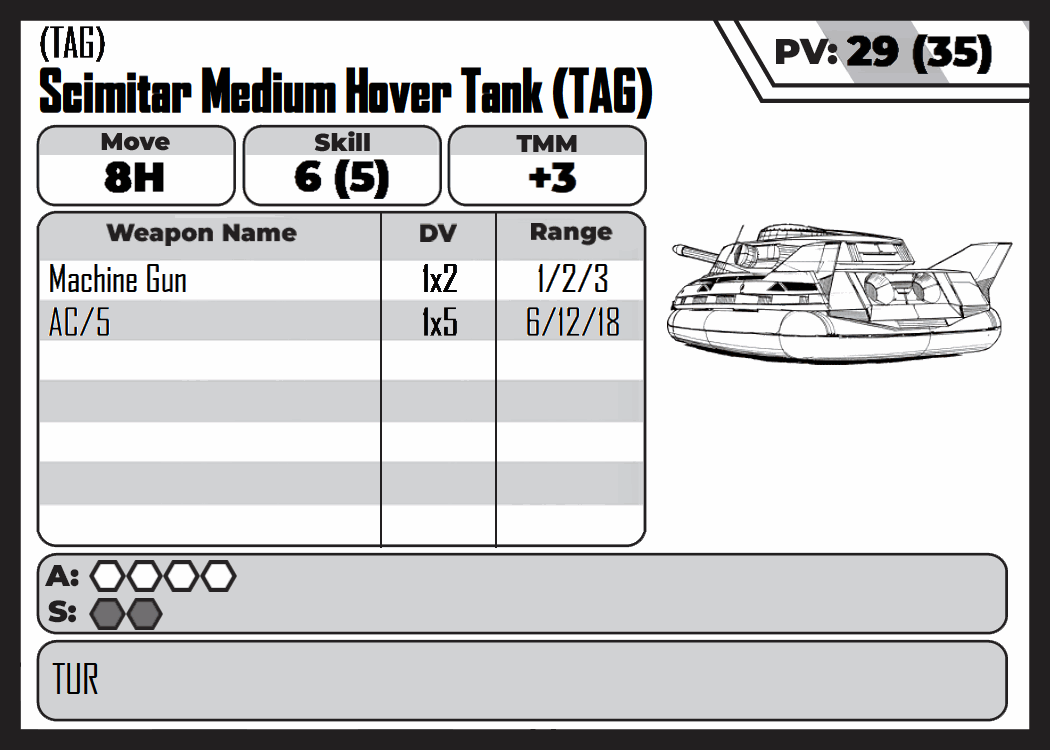 (TAG)
Scimitar Medium Hover Tank (TAG)
PV: 29 (35)
Move Skill TMM
8H 6 (5) +3
Weapon Name DV Range
Machine Gun 1x2 1/2/3
AC/5 1x5 6/12/18
A:
S:
TUR